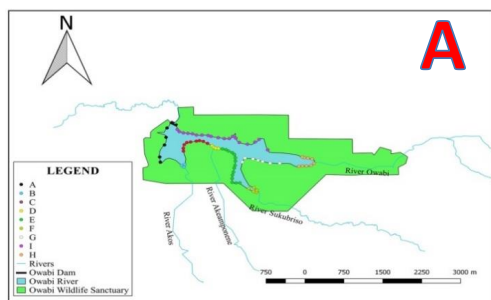 N
A
LEGEND
A
B
C
D
E
F
G
I
H
Rivers
Owabi Dam
Owabi River
Owabi Wildlife Sanctuary
River Owabi
River Sukubriso
River Akeamponene
River Akos
750 0 750 1500 2250 3000 m